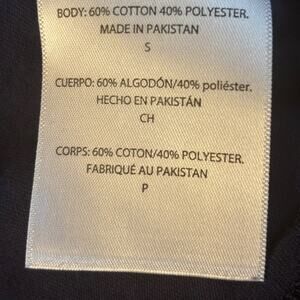 BODY: 60% COTTON 40% POLYESTER.
MADE IN PAKISTAN
S
CUERPO: 60% ALGODÓN/40% poliéster.
HECHO EN PAKISTÁN
CH
CORPS: 60% COTON/40% POLYESTER.
FABRIQUÉ AU PAKISTAN
P